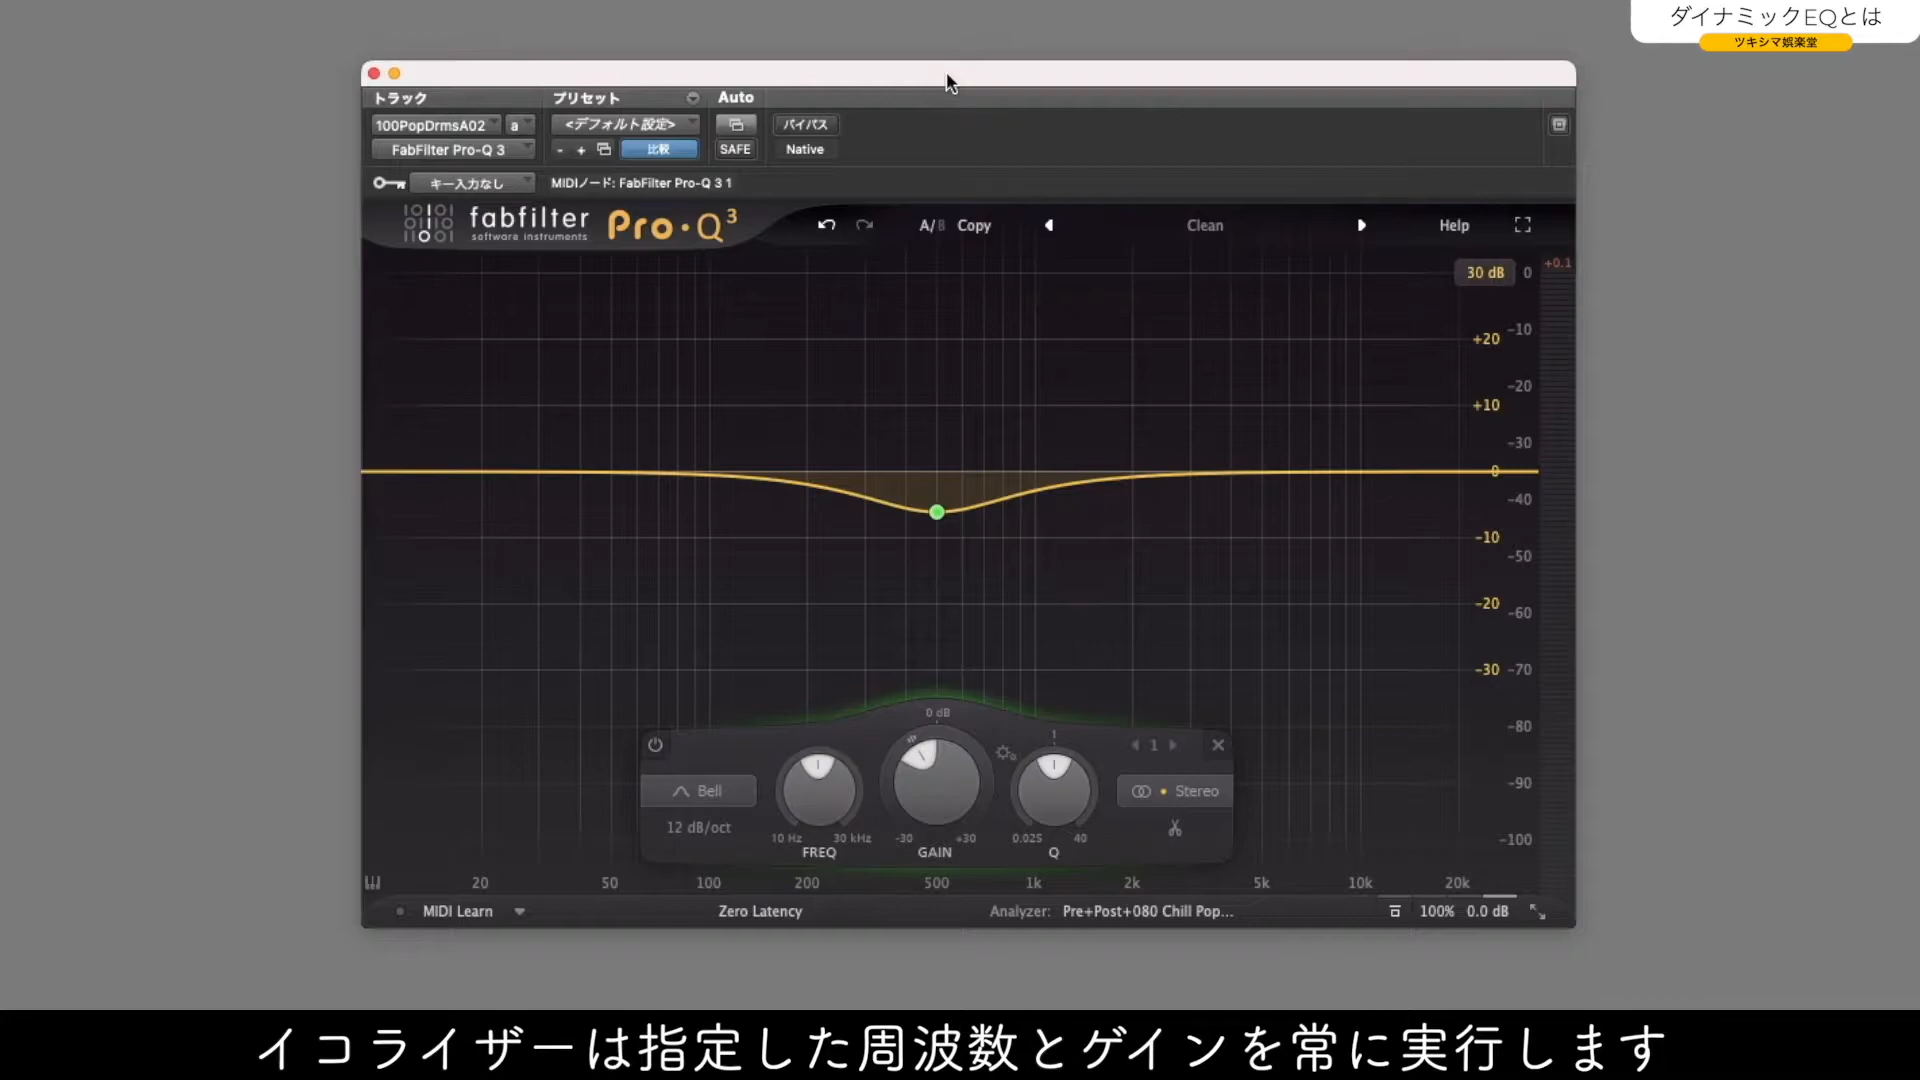 ダイナミックEQとは
ツキシマ娯楽堂
トラック プリセット Auto
100PopDrmsA02 a <デフォルト設定> バイパス
FabFilter Pro-Q 3 - + 比較 SAFE Native
キー入力なし MIDIノード: FabFilter Pro-Q 3 1
fabfilter Pro·Q3 A/B Copy Clean Help
software instruments
30 dB 0 +0.1
-10
+20
-20
+10
-30
0
-40
-10
-50
-20
-60
-30 -70
0 dB
-80
1 1
-90
Bell Stereo
12 dB/oct
10 Hz 30 kHz -30 +30 0.025 40
-100
FREQ GAIN Q
20 50 100 200 500 1k 2k 5k 10k 20k
MIDI Learn Zero Latency Analyzer: Pre+Post+080 Chill Pop... 100% 0.0 dB
イコライザーは指定した周波数とゲインを常に実行します